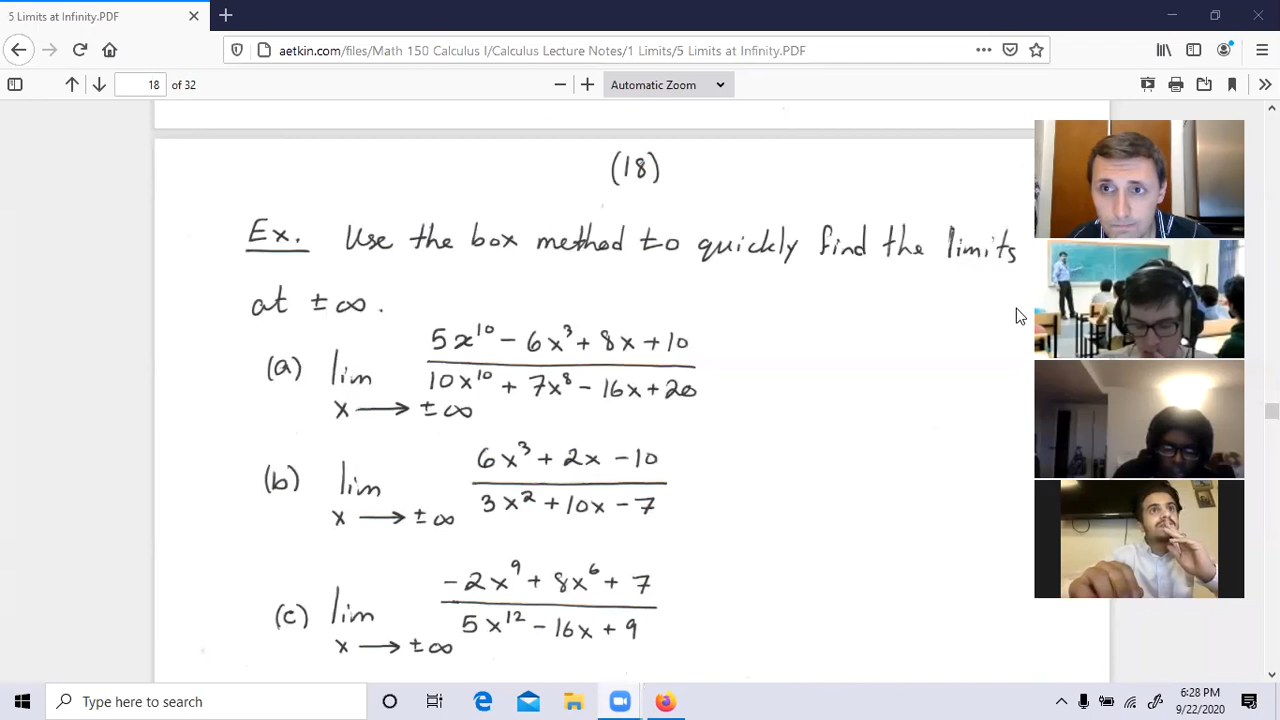 5 Limits at Infinity.PDF
aetkin.com/files/Math 150 Calculus I/Calculus Lecture Notes/1 Limits/5 Limits at Infinity.PDF
18 of 32
Automatic Zoom
(18)
Ex. Use the box method to quickly find the limits
at ±∞.
(a) lim x → ±∞ (5x¹⁰ − 6x³ + 8x + 10)/(10x¹⁰ + 7x⁸ − 16x + 20)
(b) lim x → ±∞ (6x³ + 2x − 10)/(3x² + 10x − 7)
(c) lim x → ±∞ (−2x⁹ + 8x⁶ + 7)/(5x¹² − 16x + 9)
Type here to search
6:28 PM
9/22/2020